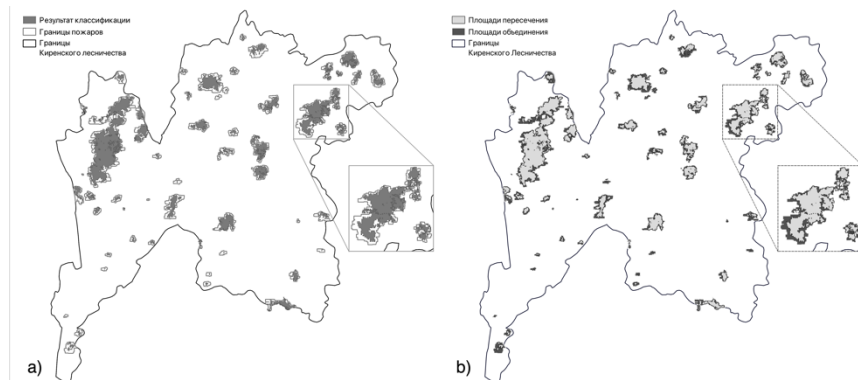 Результат классификации
Границы пожаров
Границы
Киренского лесничества
a)
Площади пересечения
Площади объединения
Границы
Киренского Лесничества
b)